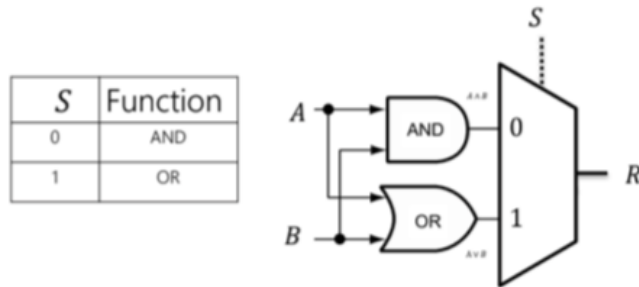 S Function
0 AND
1 OR
S
A
B
AND
OR
A∧B
A∨B
0
1
R